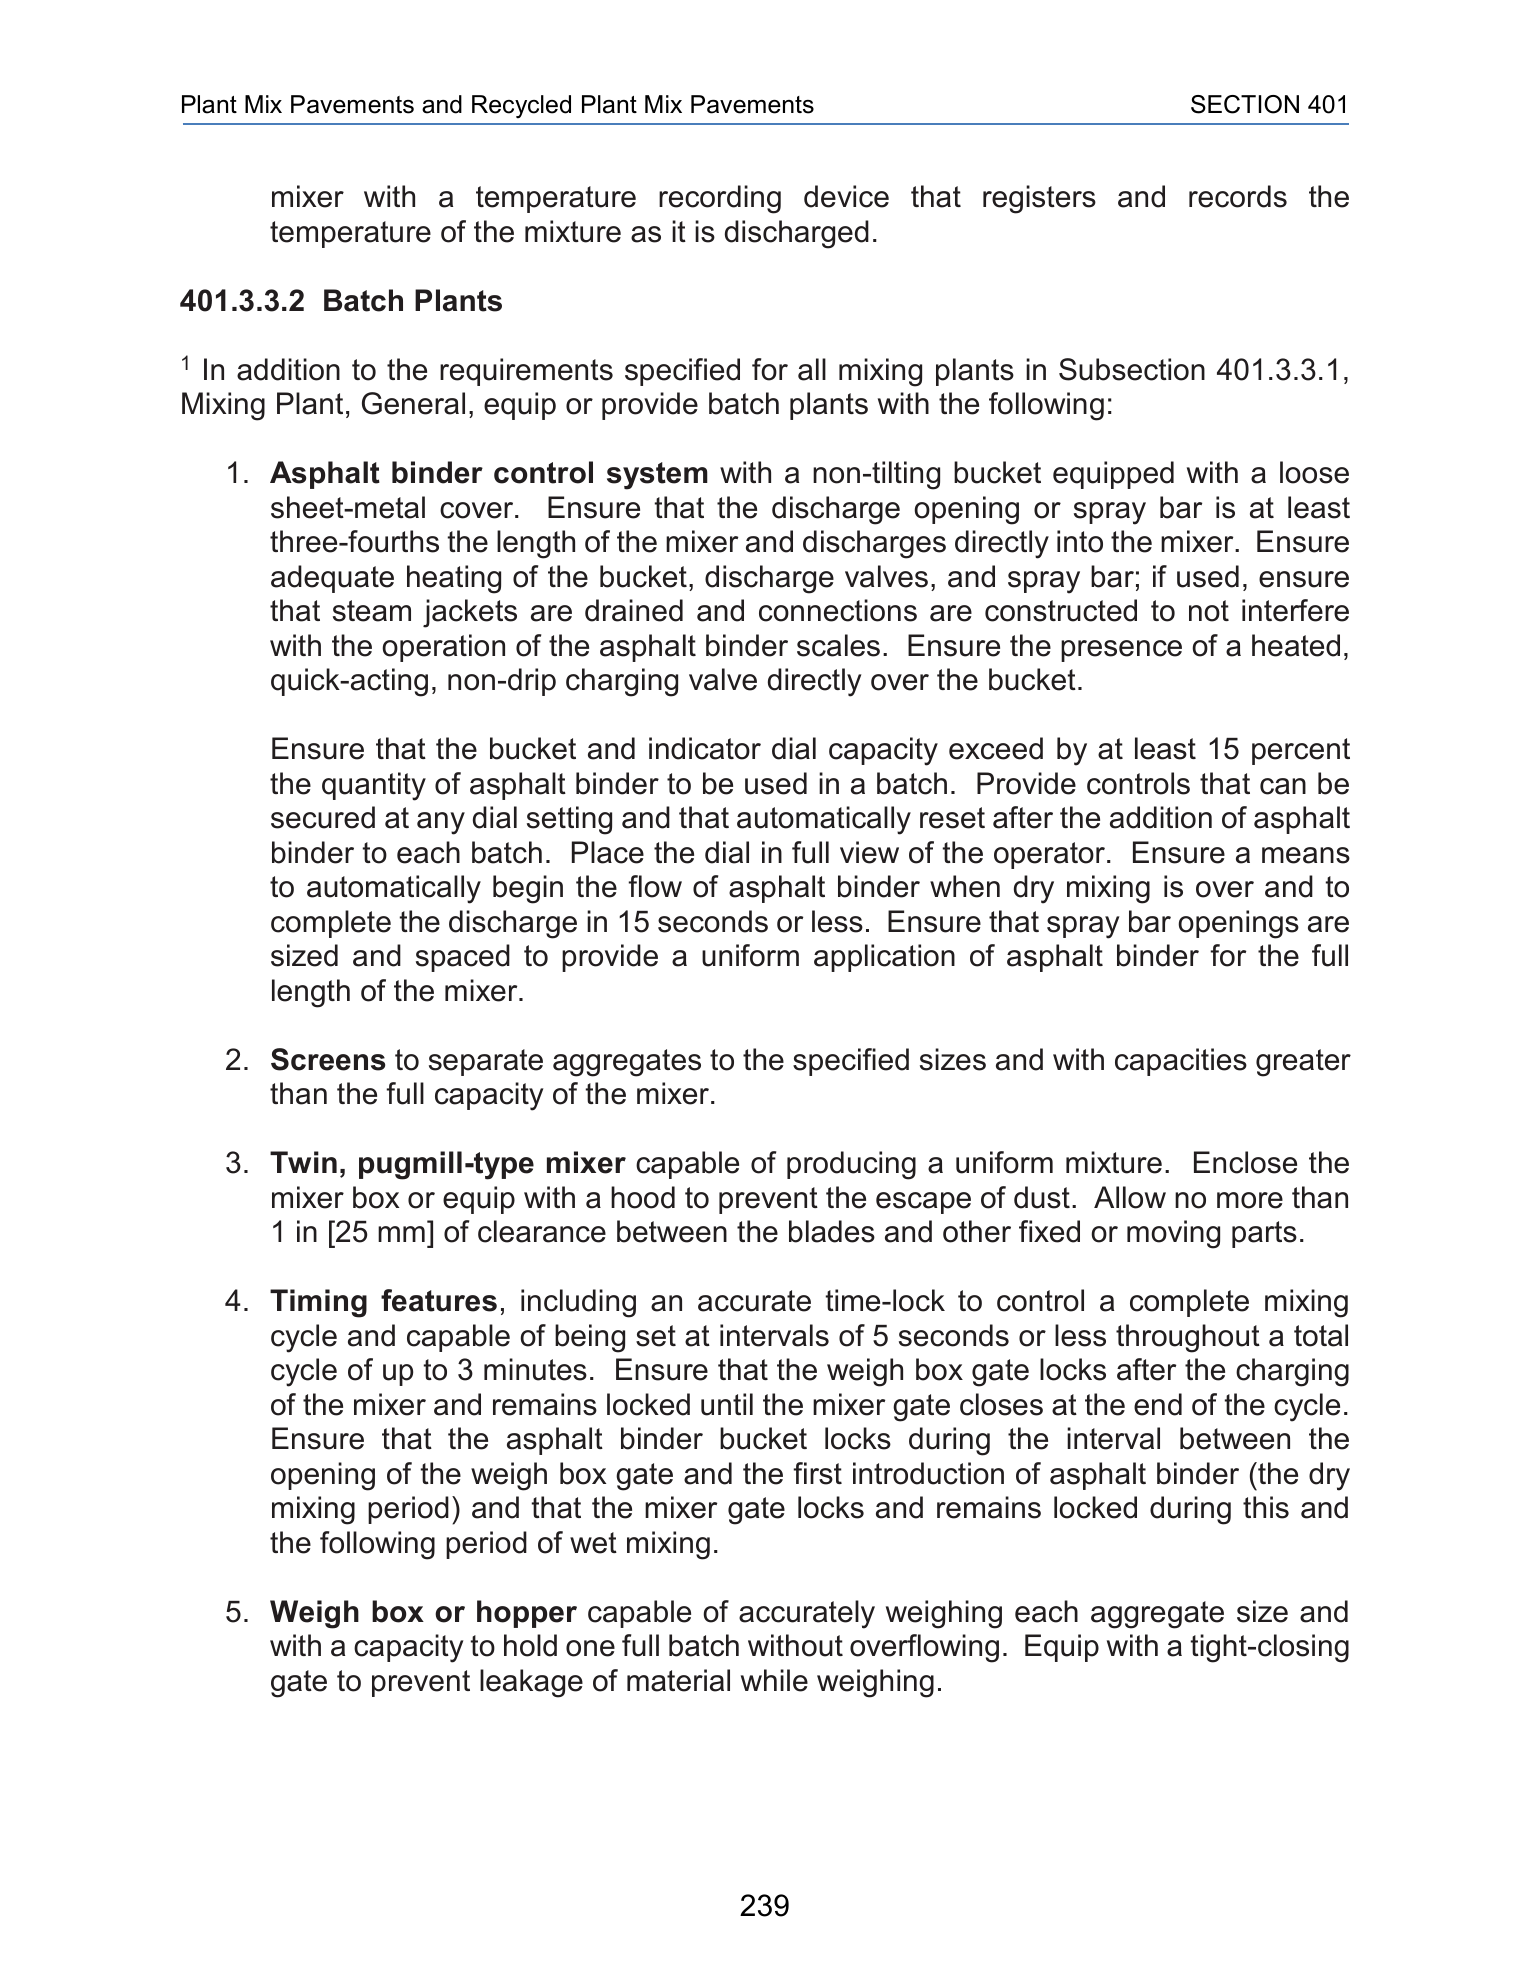 Plant Mix Pavements and Recycled Plant Mix Pavements SECTION 401
mixer with a temperature recording device that registers and records the
temperature of the mixture as it is discharged.
401.3.3.2 Batch Plants
1 In addition to the requirements specified for all mixing plants in Subsection 401.3.3.1,
Mixing Plant, General, equip or provide batch plants with the following:
1. Asphalt binder control system with a non-tilting bucket equipped with a loose
sheet-metal cover. Ensure that the discharge opening or spray bar is at least
three-fourths the length of the mixer and discharges directly into the mixer. Ensure
adequate heating of the bucket, discharge valves, and spray bar; if used, ensure
that steam jackets are drained and connections are constructed to not interfere
with the operation of the asphalt binder scales. Ensure the presence of a heated,
quick-acting, non-drip charging valve directly over the bucket.
Ensure that the bucket and indicator dial capacity exceed by at least 15 percent
the quantity of asphalt binder to be used in a batch. Provide controls that can be
secured at any dial setting and that automatically reset after the addition of asphalt
binder to each batch. Place the dial in full view of the operator. Ensure a means
to automatically begin the flow of asphalt binder when dry mixing is over and to
complete the discharge in 15 seconds or less. Ensure that spray bar openings are
sized and spaced to provide a uniform application of asphalt binder for the full
length of the mixer.
2. Screens to separate aggregates to the specified sizes and with capacities greater
than the full capacity of the mixer.
3. Twin, pugmill-type mixer capable of producing a uniform mixture. Enclose the
mixer box or equip with a hood to prevent the escape of dust. Allow no more than
1 in [25 mm] of clearance between the blades and other fixed or moving parts.
4. Timing features, including an accurate time-lock to control a complete mixing
cycle and capable of being set at intervals of 5 seconds or less throughout a total
cycle of up to 3 minutes. Ensure that the weigh box gate locks after the charging
of the mixer and remains locked until the mixer gate closes at the end of the cycle.
Ensure that the asphalt binder bucket locks during the interval between the
opening of the weigh box gate and the first introduction of asphalt binder (the dry
mixing period) and that the mixer gate locks and remains locked during this and
the following period of wet mixing.
5. Weigh box or hopper capable of accurately weighing each aggregate size and
with a capacity to hold one full batch without overflowing. Equip with a tight-closing
gate to prevent leakage of material while weighing.
239